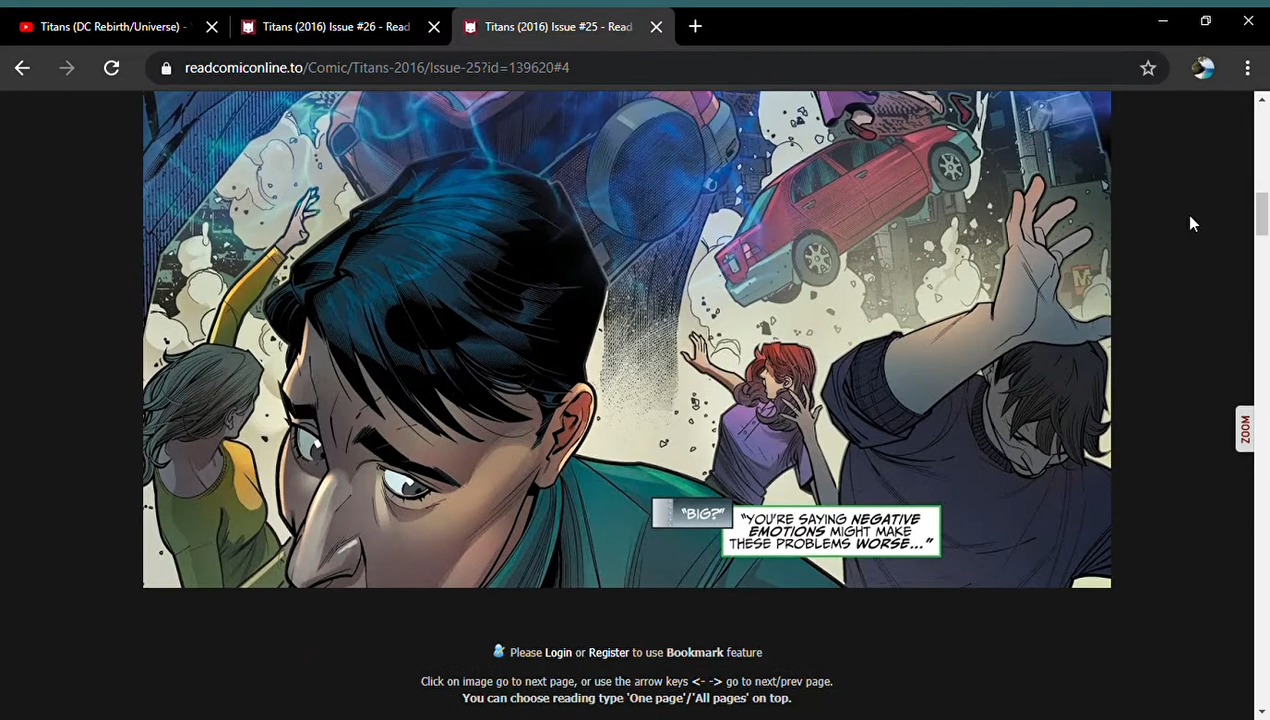 Titans (DC Rebirth/Universe) -
Titans (2016) Issue #26 - Read
Titans (2016) Issue #25 - Read
readcomiconline.to/Comic/Titans-2016/Issue-25?id=139620#4
"BIG?"
"YOU'RE SAYING NEGATIVE
EMOTIONS MIGHT MAKE
THESE PROBLEMS WORSE..."
ZOOM
Please Login or Register to use Bookmark feature
Click on image go to next page, or use the arrow keys <- -> go to next/prev page.
You can choose reading type 'One page'/'All pages' on top.